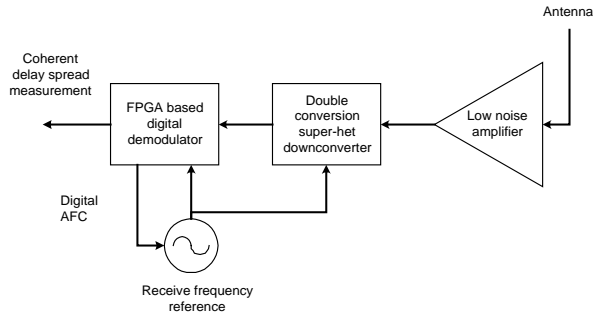 Antenna
Coherent
delay spread
measurement
FPGA based
digital
demodulator
Double
conversion
super-het
downconverter
Low noise
amplifier
Digital
AFC
Receive frequency
reference